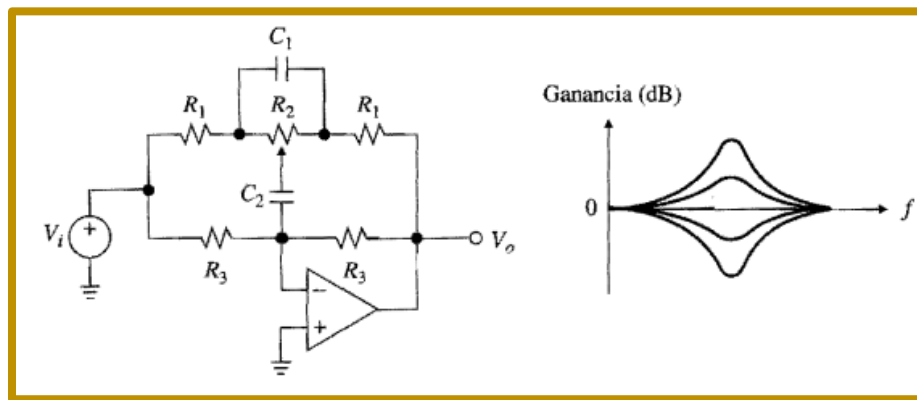 C₁
R₁
R₂
R₁
C₂
Vᵢ
+
R₃
R₃
Vₒ
−
+
Ganancia (dB)
0
f